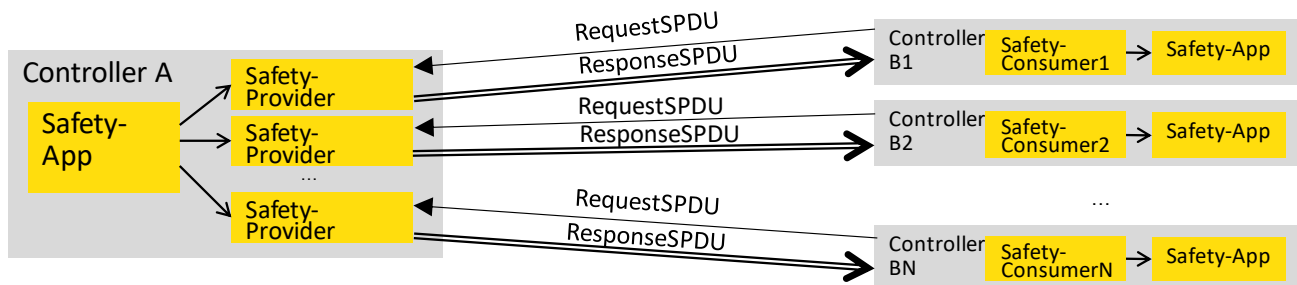 Controller A
Safety-
App
Safety-
Provider
Safety-
Provider
...
Safety-
Provider
RequestSPDU
ResponseSPDU
RequestSPDU
ResponseSPDU
RequestSPDU
ResponseSPDU
Controller
B1
Safety-
Consumer1
Safety-App
Controller
B2
Safety-
Consumer2
Safety-App
...
Controller
BN
Safety-
ConsumerN
Safety-App